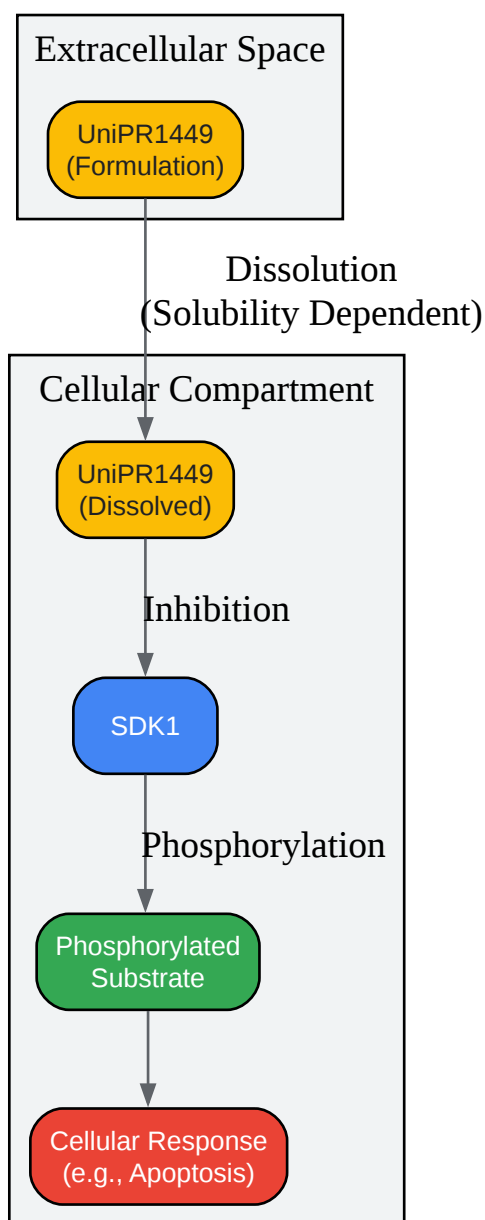 Extracellular Space
UniPR1449
(Formulation)
Dissolution
(Solubility Dependent)
Cellular Compartment
UniPR1449
(Dissolved)
Inhibition
SDK1
Phosphorylation
Phosphorylated
Substrate
Cellular Response
(e.g., Apoptosis)